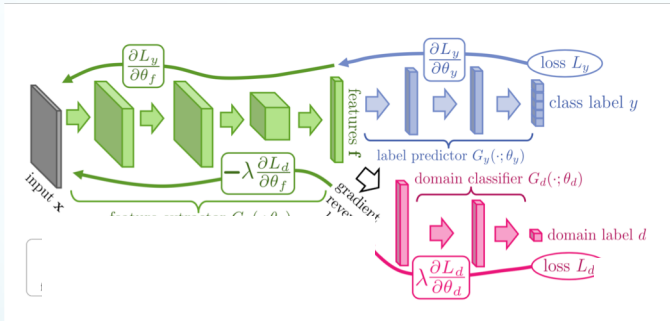 ∂L_y/∂θ_f
∂L_y/∂θ_y
loss L_y
features f
class label y
label predictor G_y(·; θ_y)
−λ ∂L_d/∂θ_f
input x
domain classifier G_d(·; θ_d)
domain label d
λ ∂L_d/∂θ_d
loss L_d